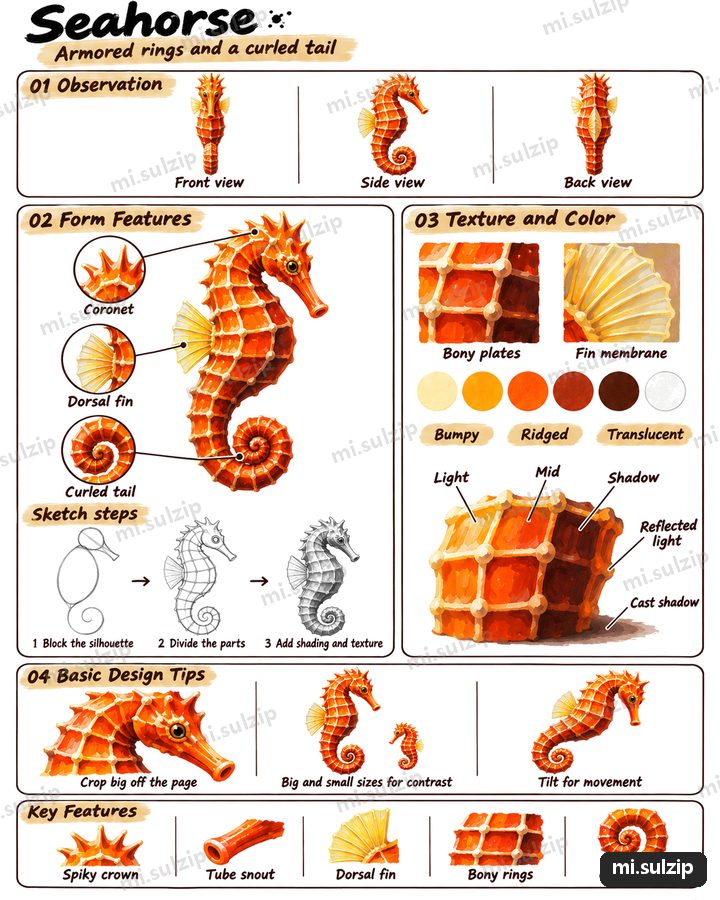 Seahorse
Armored rings and a curled tail
01 Observation
Front view
Side view
Back view
02 Form Features
Coronet
Dorsal fin
Curled tail
Sketch steps
1 Block the silhouette
2 Divide the parts
3 Add shading and texture
03 Texture and Color
Bony plates
Fin membrane
Bumpy
Ridged
Translucent
Light
Mid
Shadow
Reflected
light
Cast shadow
04 Basic Design Tips
Crop big off the page
Big and small sizes for contrast
Tilt for movement
Key Features
Spiky crown
Tube snout
Dorsal fin
Bony rings
mi.sulzip